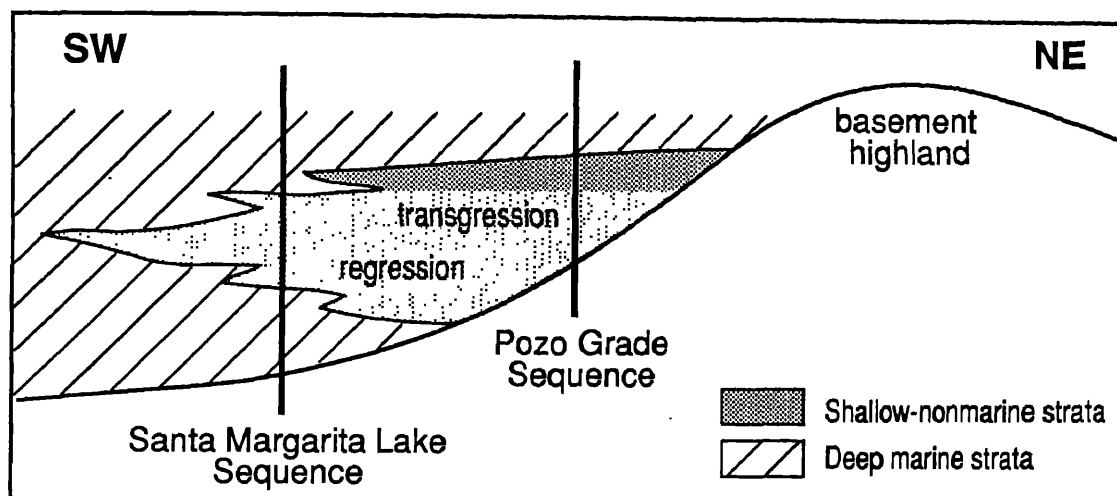 SW
NE
basement
highland
transgression
regression
Pozo Grade
Sequence
Santa Margarita Lake
Sequence
Shallow-nonmarine strata
Deep marine strata